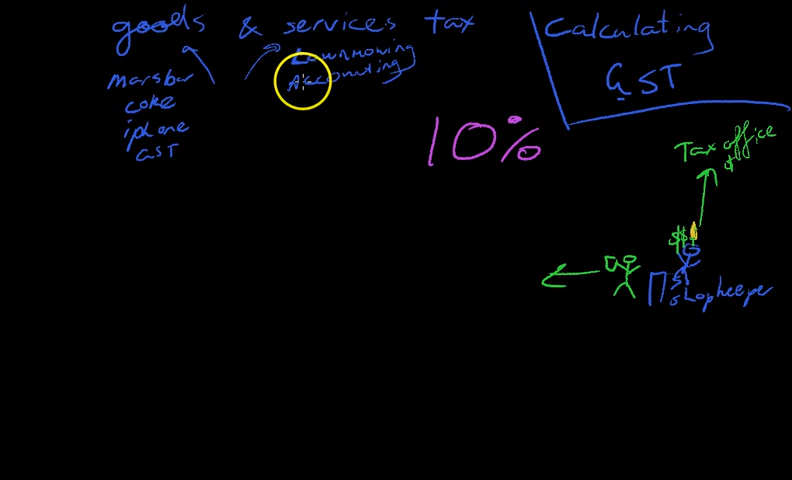 goods & services tax
Lawnmowing
Accounting
marsbar
coke
iphone
GST
10%
Calculating
GST
Tax office
$
$$
shopkeeper